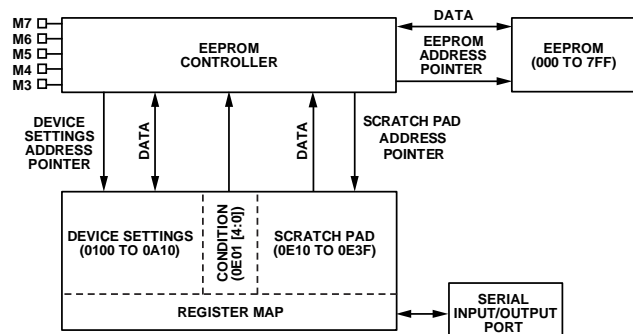 M7
M6
M5
M4
M3
EEPROM
CONTROLLER
DATA
EEPROM
ADDRESS
POINTER
EEPROM
(000 TO 7FF)
DEVICE
SETTINGS
ADDRESS
POINTER
DATA
DATA
SCRATCH PAD
ADDRESS
POINTER
DEVICE SETTINGS
(0100 TO 0A10)
CONDITION
(0E01 [4:0])
SCRATCH PAD
(0E10 TO 0E3F)
REGISTER MAP
SERIAL
INPUT/OUTPUT
PORT